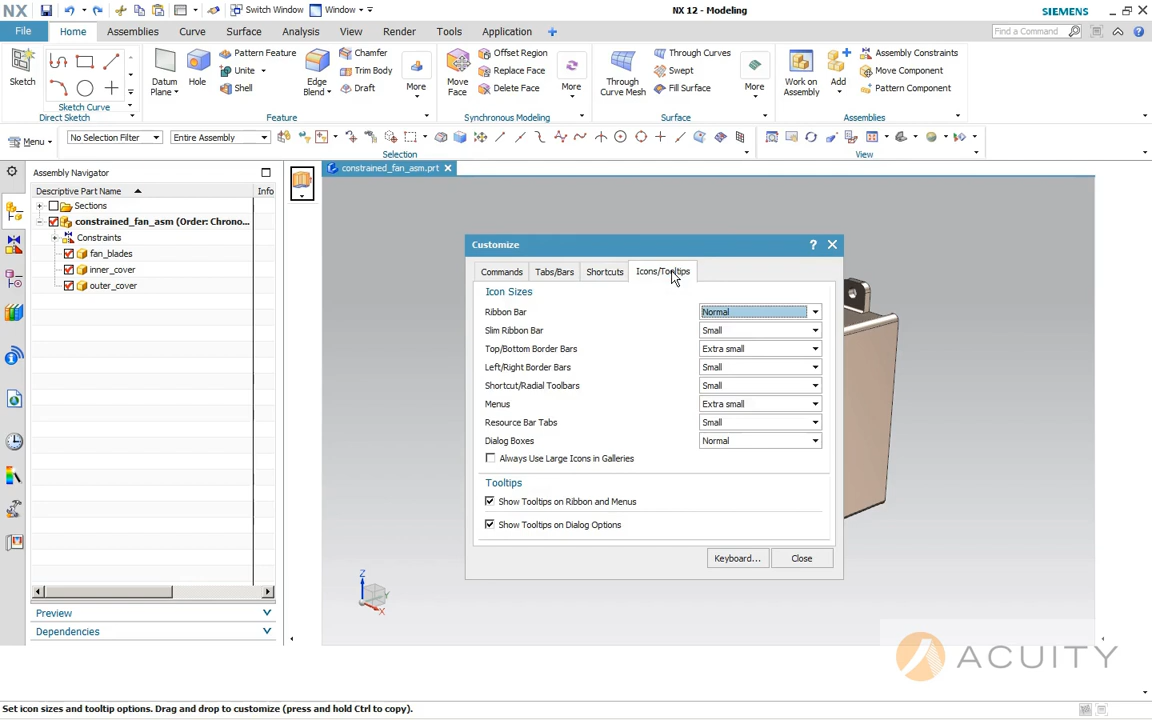 NX
Switch Window
Window
NX 12 - Modeling
SIEMENS
File
Home
Assemblies
Curve
Surface
Analysis
View
Render
Tools
Application
Find a Command
Sketch
Sketch Curve
Direct Sketch
Datum Plane
Hole
Pattern Feature
Unite
Shell
Edge Blend
Chamfer
Trim Body
Draft
More
Feature
Move Face
Offset Region
Replace Face
Delete Face
More
Synchronous Modeling
Through Curve Mesh
Through Curves
Swept
Fill Surface
More
Surface
Work on Assembly
Add
Assembly Constraints
Move Component
Pattern Component
Assemblies
Menu
No Selection Filter
Entire Assembly
Selection
View
Assembly Navigator
Descriptive Part Name
Info
Sections
constrained_fan_asm (Order: Chrono...
Constraints
fan_blades
inner_cover
outer_cover
Preview
Dependencies
constrained_fan_asm.prt
Customize
Commands
Tabs/Bars
Shortcuts
Icons/Tooltips
Icon Sizes
Ribbon Bar Normal
Slim Ribbon Bar Small
Top/Bottom Border Bars Extra small
Left/Right Border Bars Small
Shortcut/Radial Toolbars Small
Menus Extra small
Resource Bar Tabs Small
Dialog Boxes Normal
Always Use Large Icons in Galleries
Tooltips
Show Tooltips on Ribbon and Menus
Show Tooltips on Dialog Options
Keyboard...
Close
Z
X
ACUITY
Set icon sizes and tooltip options. Drag and drop to customize (press and hold Ctrl to copy).